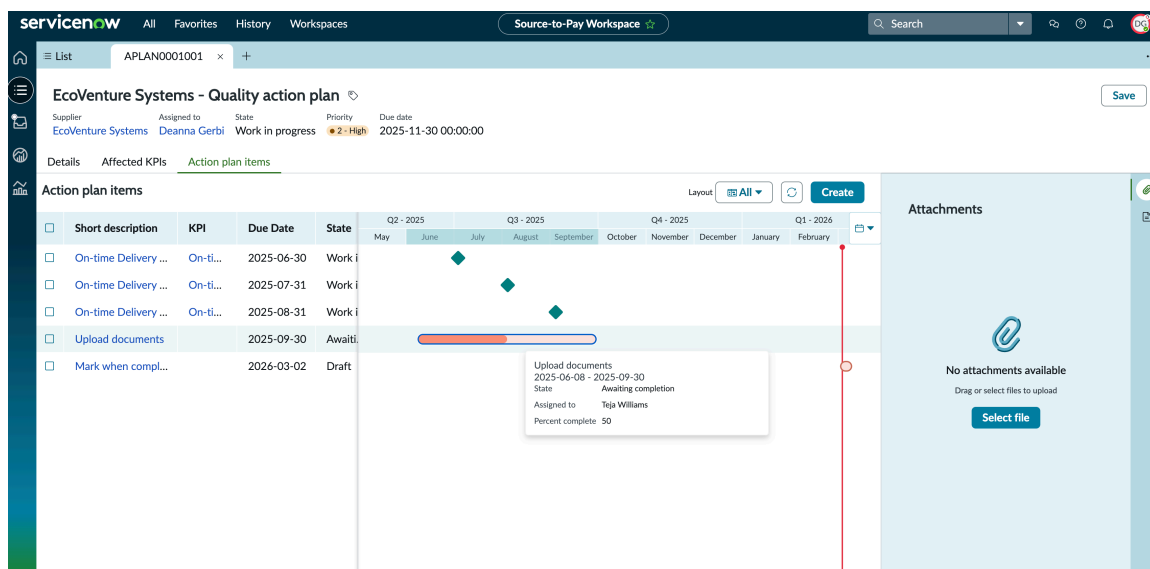 servicenow All Favorites History Workspaces Source-to-Pay Workspace Search DG
List APLAN0001001 × +
EcoVenture Systems - Quality action plan Save
Supplier Assigned to State Priority Due date
EcoVenture Systems Deanna Gerbi Work in progress 2 - High 2025-11-30 00:00:00
Details Affected KPIs Action plan items
Action plan items Layout All Create
Attachments
Q2 - 2025 Q3 - 2025 Q4 - 2025 Q1 - 2026
Short description KPI Due Date State
May June July August September October November December January February
On-time Delivery ... On-ti... 2025-06-30 Work i
On-time Delivery ... On-ti... 2025-07-31 Work i
On-time Delivery ... On-ti... 2025-08-31 Work i
Upload documents 2025-09-30 Awaiti.
Mark when compl... 2026-03-02 Draft
Upload documents
2025-06-08 - 2025-09-30
State Awaiting completion
Assigned to Teja Williams
Percent complete 50
No attachments available
Drag or select files to upload
Select file